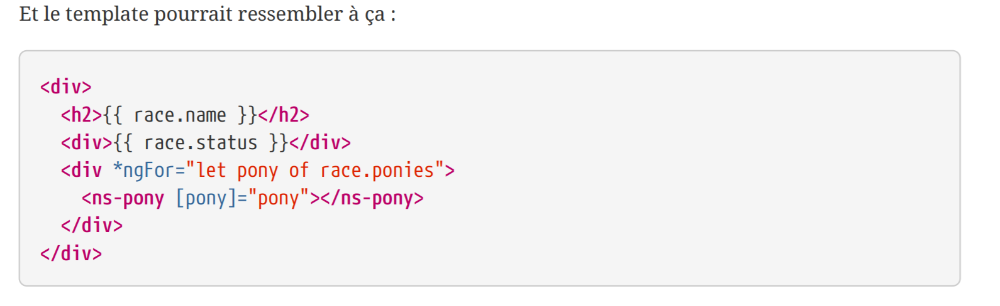 Et le template pourrait ressembler à ça :
<div>
  <h2>{{ race.name }}</h2>
  <div>{{ race.status }}</div>
  <div *ngFor="let pony of race.ponies">
    <ns-pony [pony]="pony"></ns-pony>
  </div>
</div>